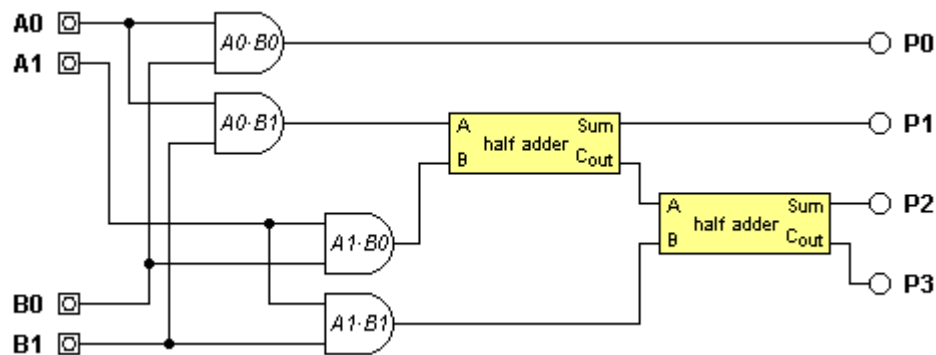 A0
A0·B0
P0
A1
A0·B1
A Sum
half adder
B Cout
P1
A1·B0
A Sum
half adder
B Cout
P2
P3
B0
A1·B1
B1